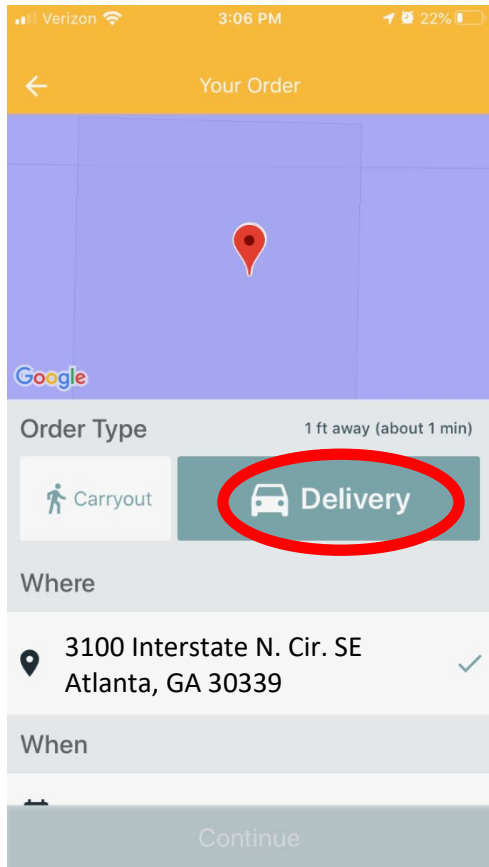 Verizon 3:06 PM 22%
Your Order
Google
Order Type 1 ft away (about 1 min)
Carryout Delivery
Where
3100 Interstate N. Cir. SE
Atlanta, GA 30339
When
Continue